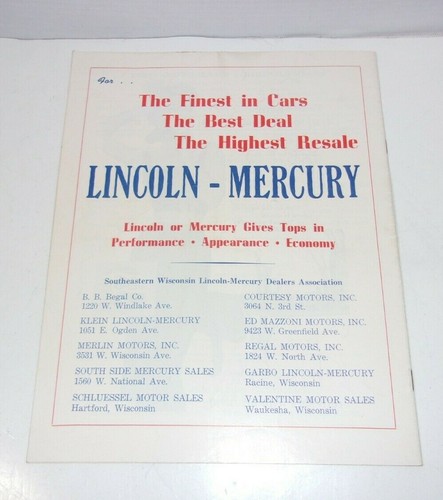 For . .
The Finest in Cars
The Best Deal
The Highest Resale
LINCOLN - MERCURY
Lincoln or Mercury Gives Tops in
Performance • Appearance • Economy
Southeastern Wisconsin Lincoln-Mercury Dealers Association
R. B. Regal Co.
1220 W. Windlake Ave.
KLEIN LINCOLN-MERCURY
1051 E. Ogden Ave.
MERLIN MOTORS, INC.
3531 W. Wisconsin Ave.
SOUTH SIDE MERCURY SALES
1560 W. National Ave.
SCHLUESSEL MOTOR SALES
Hartford, Wisconsin
COURTESY MOTORS, INC.
3064 N. 3rd St.
ED MAZZONI MOTORS, INC.
9423 W. Greenfield Ave.
REGAL MOTORS, INC.
1824 W. North Ave.
GARBO LINCOLN-MERCURY
Racine, Wisconsin
VALENTINE MOTOR SALES
Waukesha, Wisconsin